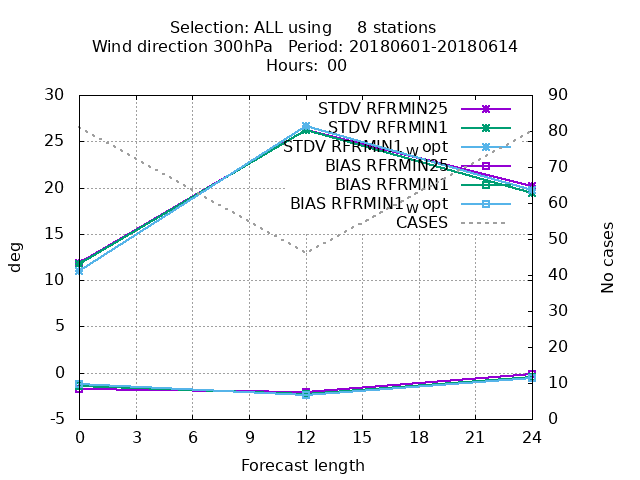 Selection: ALL using     8 stations
Wind direction 300hPa   Period: 20180601-20180614
Hours: 00
30
25
20
15
10
5
0
-5
deg
STDV RFRMIN25
STDV RFRMIN1
STDV RFRMIN1_w opt
BIAS RFRMIN25
BIAS RFRMIN1
BIAS RFRMIN1_w opt
CASES
90
80
70
60
50
40
30
20
10
0
No cases
0 3 6 9 12 15 18 21 24
Forecast length